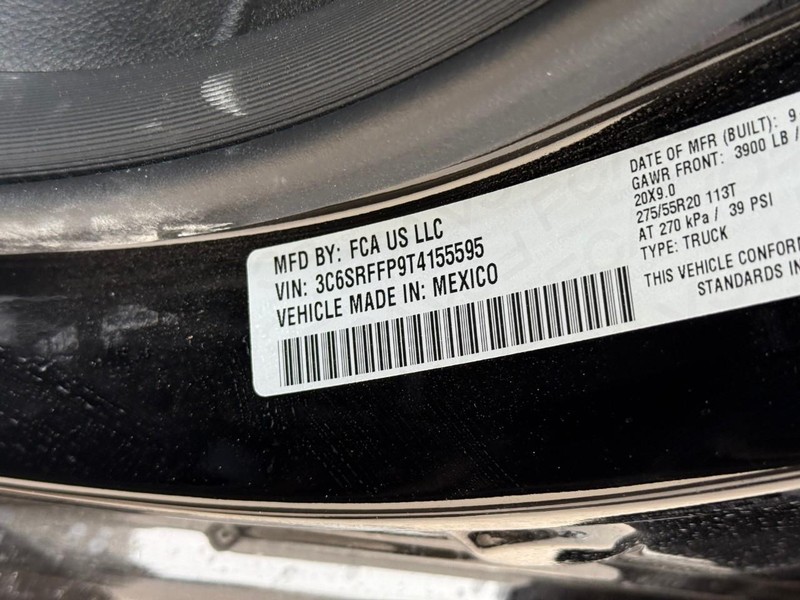 MFD BY: FCA US LLC
VIN: 3C6SRFFP9T4155595
VEHICLE MADE IN: MEXICO
DATE OF MFR (BUILT): 9
GAWR FRONT: 3900 LB /
20X9.0
275/55R20 113T
AT 270 kPa / 39 PSI
TYPE: TRUCK
THIS VEHICLE CONFOR
STANDARDS IN